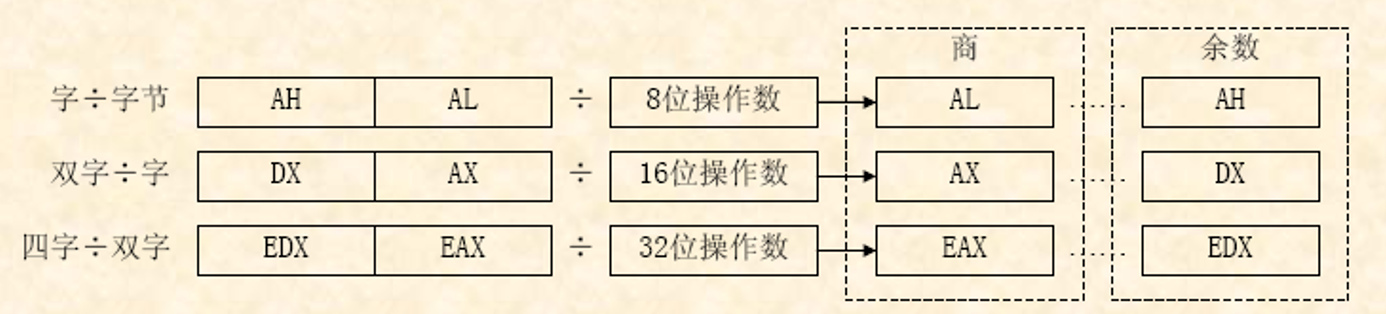 商 余数
字÷字节 AH AL ÷ 8位操作数 AL ...... AH
双字÷字 DX AX ÷ 16位操作数 AX ...... DX
四字÷双字 EDX EAX ÷ 32位操作数 EAX ...... EDX